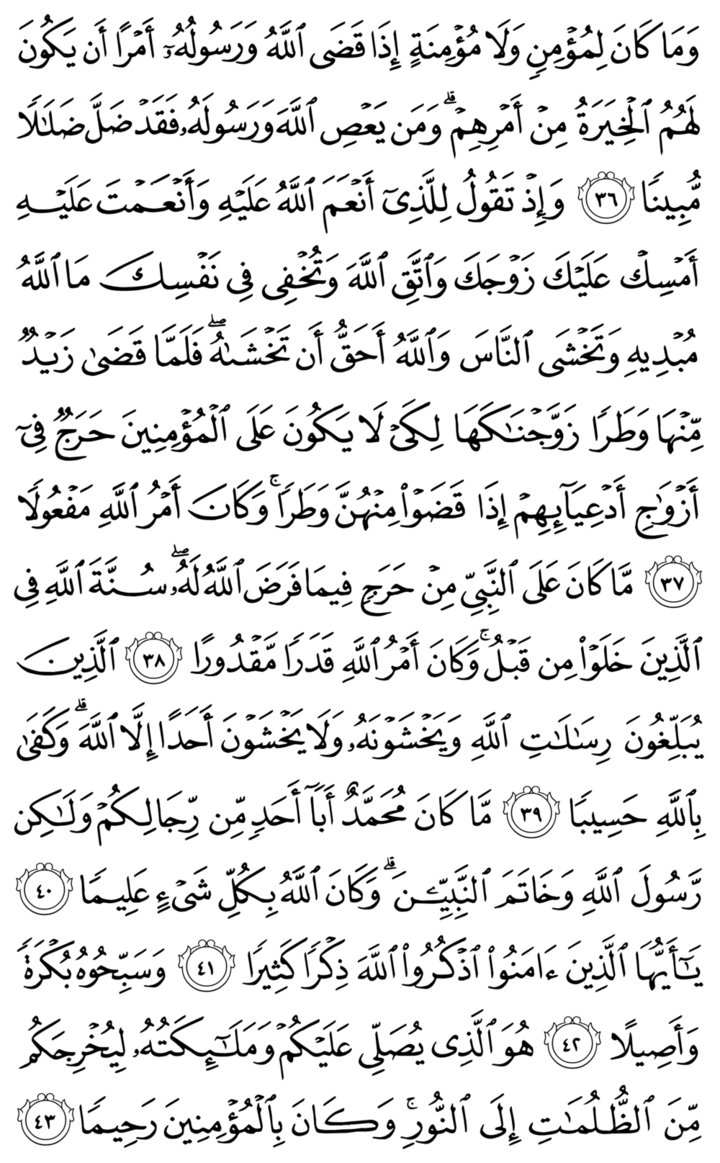 وَمَا كَانَ لِمُؤْمِنٍ وَلَا مُؤْمِنَةٍ إِذَا قَضَى ٱللَّهُ وَرَسُولُهُۥٓ أَمْرًا أَن يَكُونَ
لَهُمُ ٱلْخِيَرَةُ مِنْ أَمْرِهِمْ ۗ وَمَن يَعْصِ ٱللَّهَ وَرَسُولَهُۥ فَقَدْ ضَلَّ ضَلَٰلًا
مُّبِينًا ٣٦ وَإِذْ تَقُولُ لِلَّذِىٓ أَنْعَمَ ٱللَّهُ عَلَيْهِ وَأَنْعَمْتَ عَلَيْهِ
أَمْسِكْ عَلَيْكَ زَوْجَكَ وَٱتَّقِ ٱللَّهَ وَتُخْفِى فِى نَفْسِكَ مَا ٱللَّهُ
مُبْدِيهِ وَتَخْشَى ٱلنَّاسَ وَٱللَّهُ أَحَقُّ أَن تَخْشَىٰهُ ۖ فَلَمَّا قَضَىٰ زَيْدٌ
مِّنْهَا وَطَرًا زَوَّجْنَٰكَهَا لِكَىْ لَا يَكُونَ عَلَى ٱلْمُؤْمِنِينَ حَرَجٌ فِىٓ
أَزْوَٰجِ أَدْعِيَآئِهِمْ إِذَا قَضَوْا۟ مِنْهُنَّ وَطَرًا ۚ وَكَانَ أَمْرُ ٱللَّهِ مَفْعُولًا
٣٧ مَّا كَانَ عَلَى ٱلنَّبِىِّ مِنْ حَرَجٍ فِيمَا فَرَضَ ٱللَّهُ لَهُۥ ۖ سُنَّةَ ٱللَّهِ فِى
ٱلَّذِينَ خَلَوْا۟ مِن قَبْلُ ۚ وَكَانَ أَمْرُ ٱللَّهِ قَدَرًا مَّقْدُورًا ٣٨ ٱلَّذِينَ
يُبَلِّغُونَ رِسَٰلَٰتِ ٱللَّهِ وَيَخْشَوْنَهُۥ وَلَا يَخْشَوْنَ أَحَدًا إِلَّا ٱللَّهَ ۗ وَكَفَىٰ
بِٱللَّهِ حَسِيبًا ٣٩ مَّا كَانَ مُحَمَّدٌ أَبَآ أَحَدٍ مِّن رِّجَالِكُمْ وَلَٰكِن
رَّسُولَ ٱللَّهِ وَخَاتَمَ ٱلنَّبِيِّـۧنَ ۗ وَكَانَ ٱللَّهُ بِكُلِّ شَىْءٍ عَلِيمًا ٤٠
يَٰٓأَيُّهَا ٱلَّذِينَ ءَامَنُوا۟ ٱذْكُرُوا۟ ٱللَّهَ ذِكْرًا كَثِيرًا ٤١ وَسَبِّحُوهُ بُكْرَةً
وَأَصِيلًا ٤٢ هُوَ ٱلَّذِى يُصَلِّى عَلَيْكُمْ وَمَلَٰٓئِكَتُهُۥ لِيُخْرِجَكُم
مِّنَ ٱلظُّلُمَٰتِ إِلَى ٱلنُّورِ ۚ وَكَانَ بِٱلْمُؤْمِنِينَ رَحِيمًا ٤٣